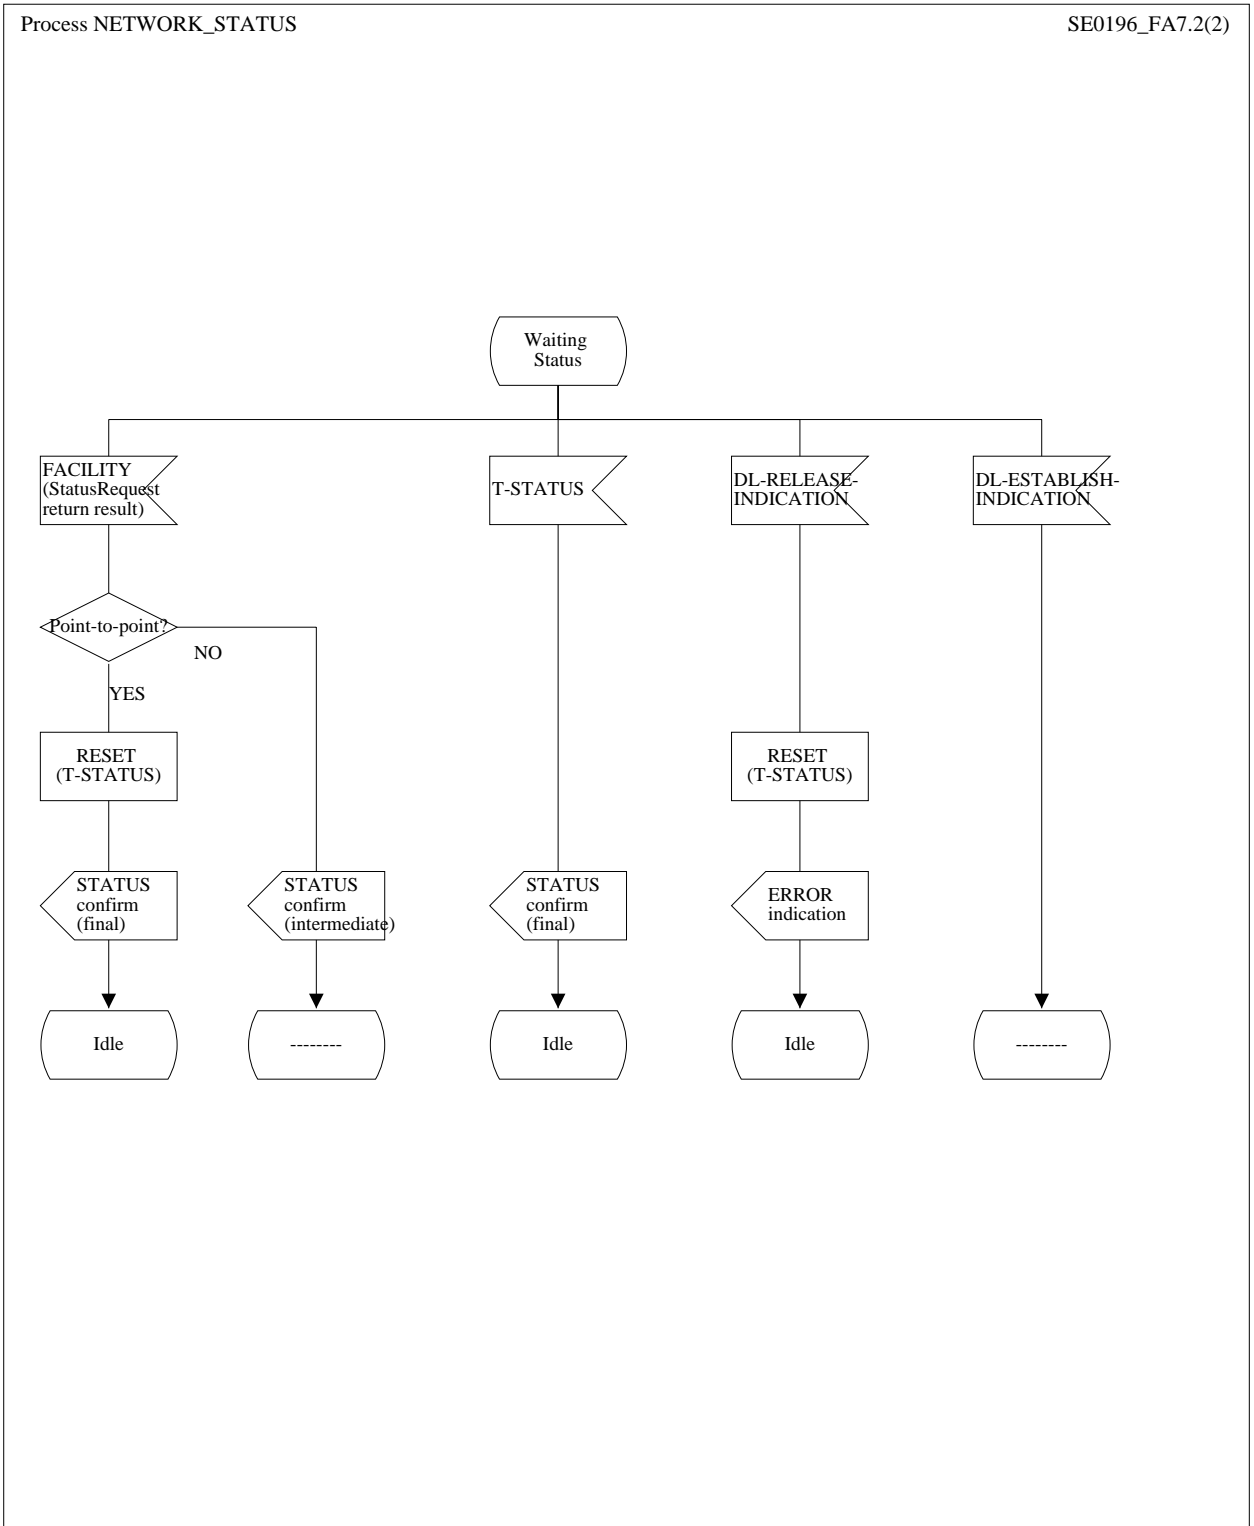 Process NETWORK_STATUS
SE0196_FA7.2(2)
Waiting
Status
FACILITY
(StatusRequest
return result)
T-STATUS
DL-RELEASE-
INDICATION
DL-ESTABLISH-
INDICATION
Point-to-point?
NO
YES
RESET
(T-STATUS)
RESET
(T-STATUS)
STATUS
confirm
(final)
STATUS
confirm
(intermediate)
STATUS
confirm
(final)
ERROR
indication
Idle
--------
Idle
Idle
--------